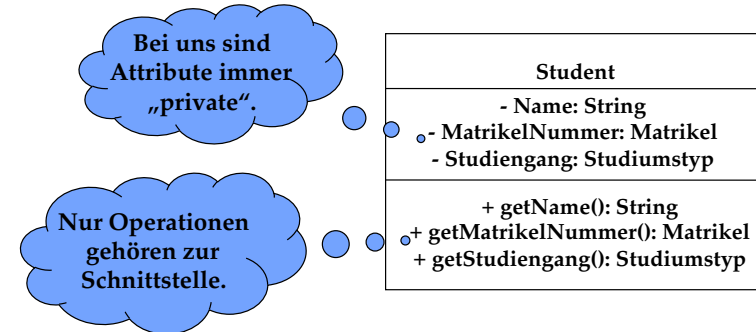 Bei uns sind
Attribute immer
„private“.
Student
- Name: String
- MatrikelNummer: Matrikel
- Studiengang: Studiumstyp
Nur Operationen
gehören zur
Schnittstelle.
+ getName(): String
+ getMatrikelNummer(): Matrikel
+ getStudiengang(): Studiumstyp